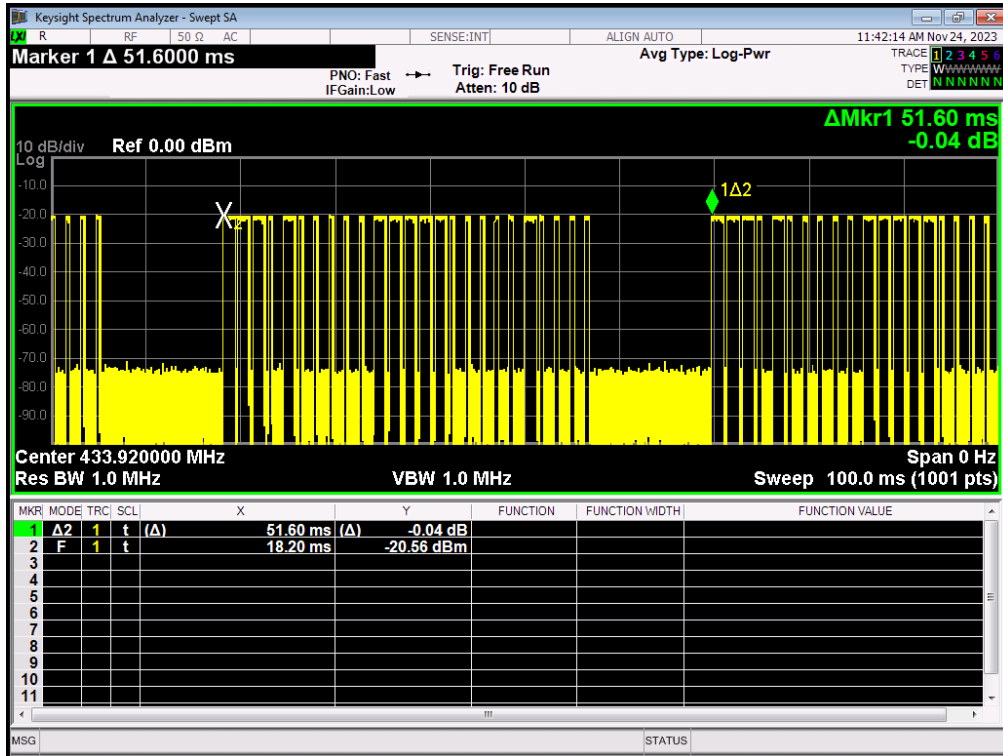 Keysight Spectrum Analyzer - Swept SA
LXI R RF 50 Ω AC SENSE:INT ALIGN AUTO 11:42:14 AM Nov 24, 2023
Marker 1 Δ 51.6000 ms
Avg Type: Log-Pwr
TRACE 1 2 3 4 5 6
PNO: Fast Trig: Free Run
TYPE W W W W W W
IFGain:Low Atten: 10 dB
DET N N N N N N
ΔMkr1 51.60 ms
-0.04 dB
10 dB/div Ref 0.00 dBm
Log
-10.0
1Δ2
-20.0
X2
-30.0
-40.0
-50.0
-60.0
-70.0
-80.0
-90.0
Center 433.920000 MHz Span 0 Hz
Res BW 1.0 MHz VBW 1.0 MHz Sweep 100.0 ms (1001 pts)
MKR MODE TRC SCL X Y FUNCTION FUNCTION WIDTH FUNCTION VALUE
1 Δ2 1 t (Δ) 51.60 ms (Δ) -0.04 dB
2 F 1 t 18.20 ms -20.56 dBm
3
4
5
6
7
8
9
10
11
MSG STATUS